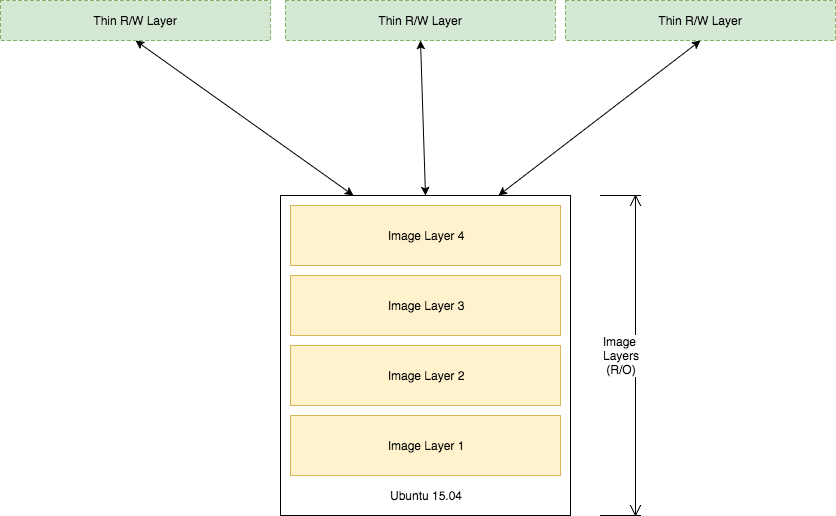 Thin R/W Layer
Thin R/W Layer
Thin R/W Layer
Image Layer 4
Image Layer 3
Image Layer 2
Image Layer 1
Ubuntu 15.04
Image
Layers
(R/O)